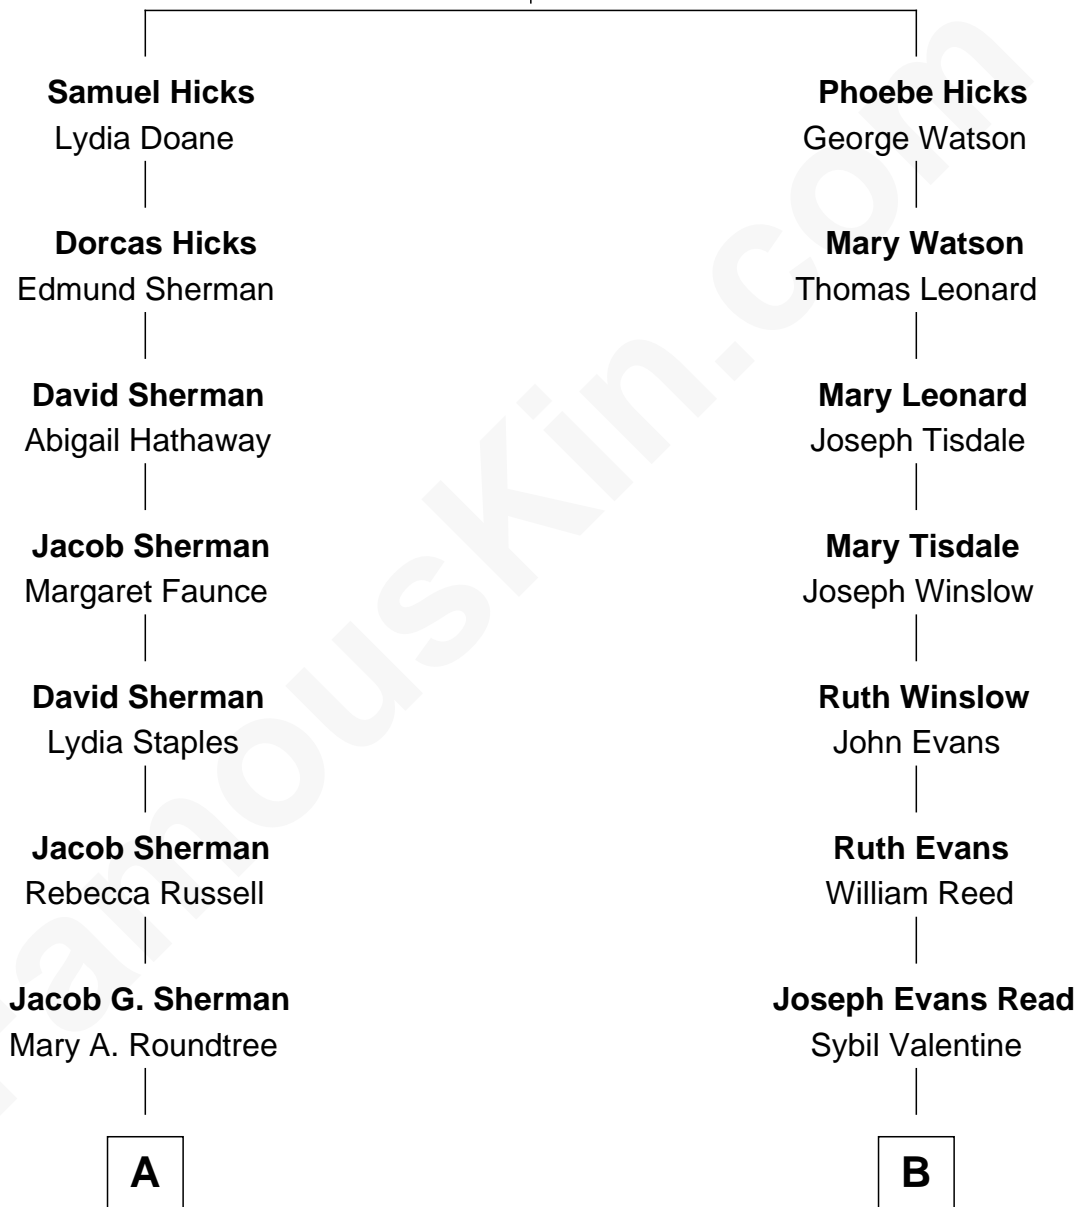 Samuel Hicks
Lydia Doane
Dorcas Hicks
Edmund Sherman
David Sherman
Abigail Hathaway
Jacob Sherman
Margaret Faunce
David Sherman
Lydia Staples
Jacob Sherman
Rebecca Russell
Jacob G. Sherman
Mary A. Roundtree
A
Phoebe Hicks
George Watson
Mary Watson
Thomas Leonard
Mary Leonard
Joseph Tisdale
Mary Tisdale
Joseph Winslow
Ruth Winslow
John Evans
Ruth Evans
William Reed
Joseph Evans Read
Sybil Valentine
B
FamousKin.com